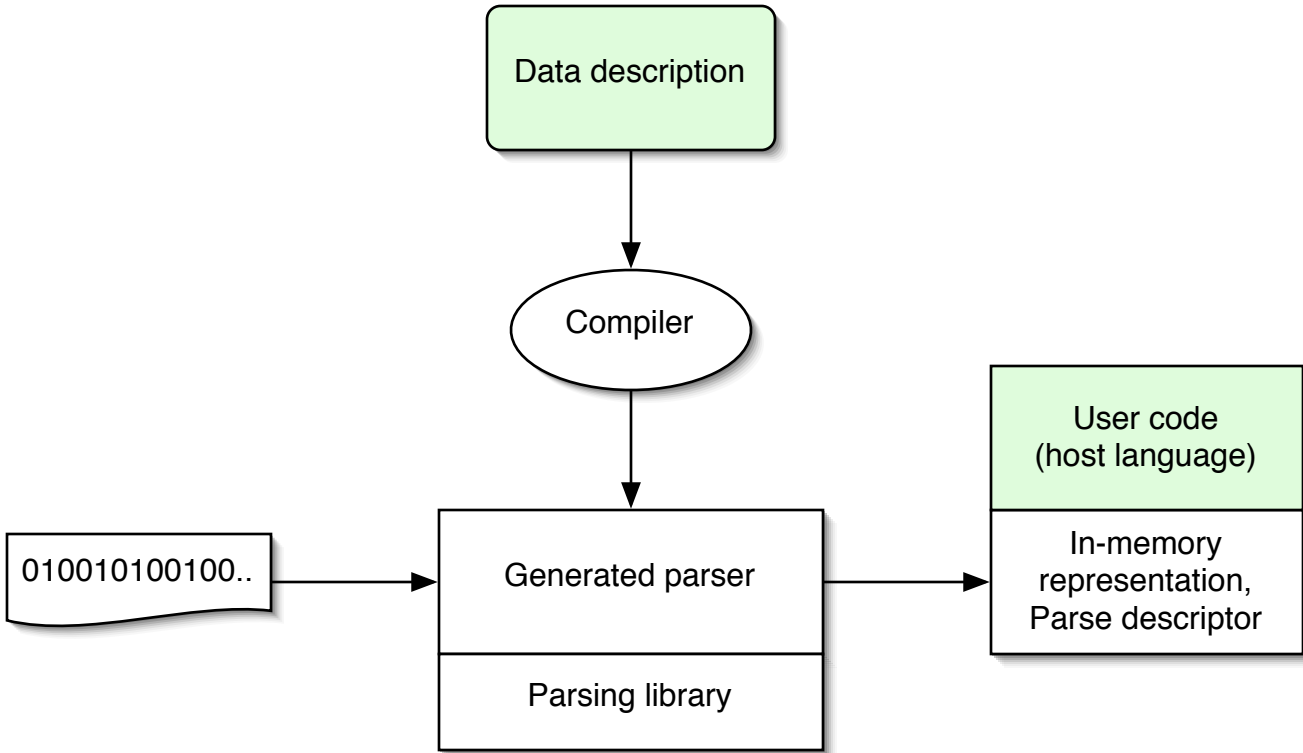 Data description
Compiler
User code
(host language)
010010100100..
Generated parser
In-memory
representation,
Parse descriptor
Parsing library